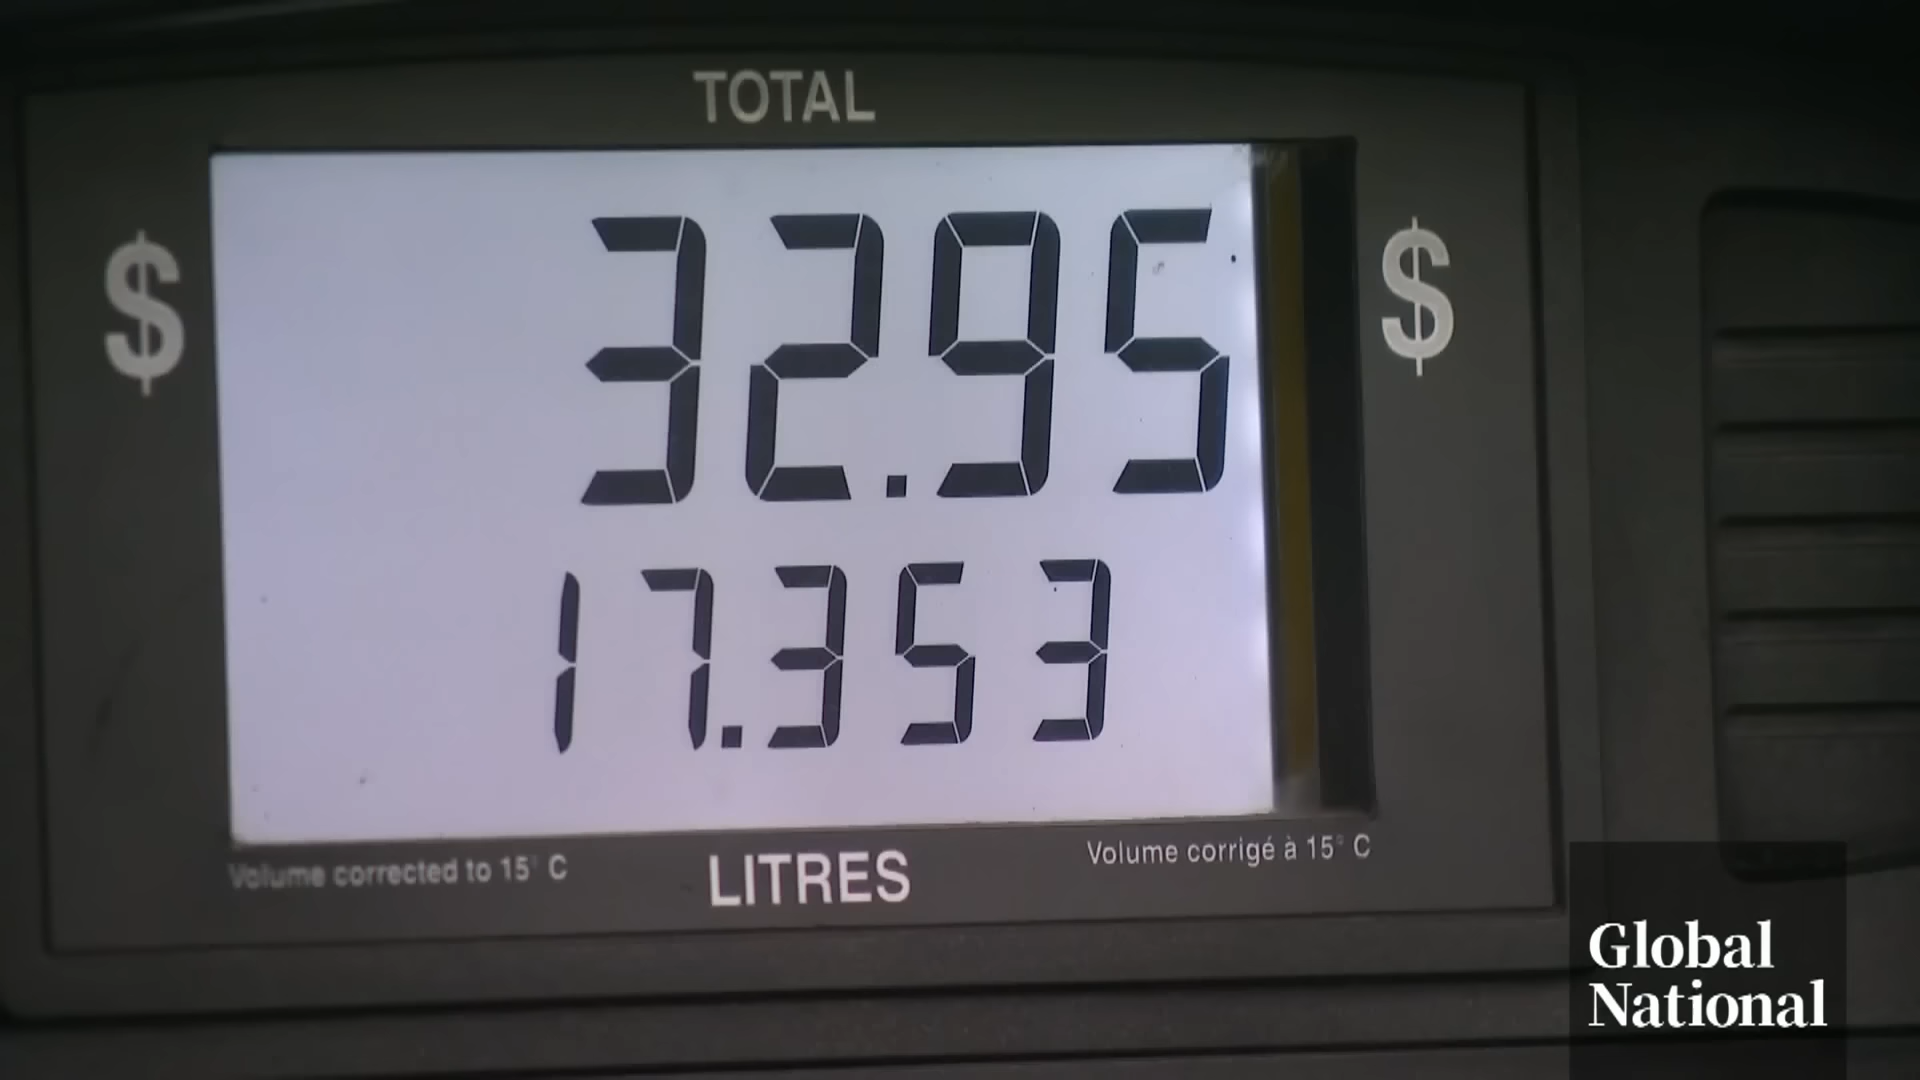 TOTAL
$ 32.95 $
17.353
Volume corrected to 15° C
LITRES
Volume corrigé à 15° C
Global
National